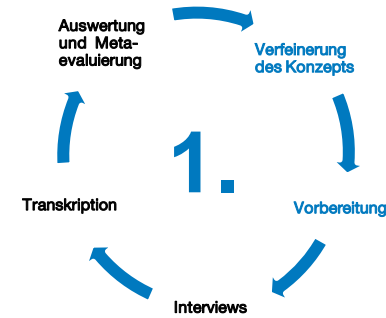 Auswertung
und Meta-
evaluierung
Verfeinerung
des Konzepts
1.
Transkription
Vorbereitung
Interviews